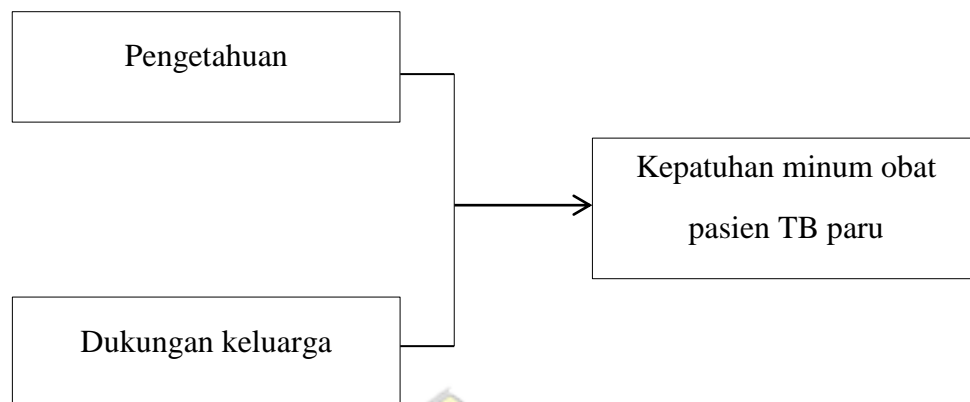 Pengetahuan
Kepatuhan minum obat
pasien TB paru
Dukungan keluarga